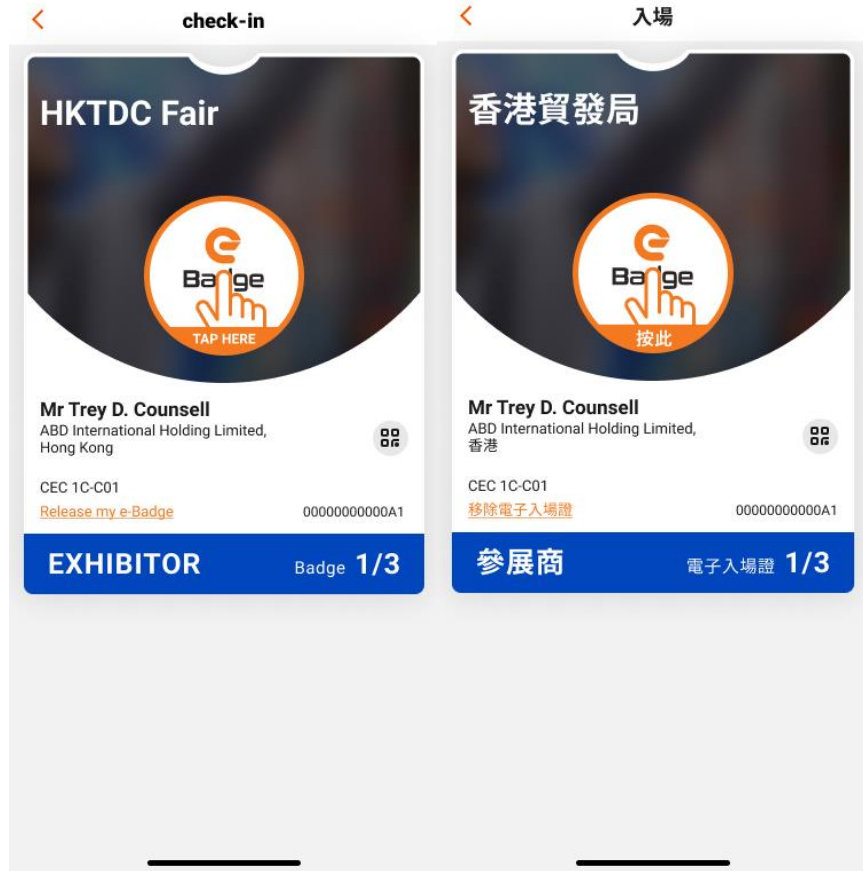 check-in
HKTDC Fair
e
Badge
TAP HERE
Mr Trey D. Counsell
ABD International Holding Limited,
Hong Kong
CEC 1C-C01
Release my e-Badge 00000000000A1
EXHIBITOR Badge 1/3
入場
香港貿發局
e
Badge
按此
Mr Trey D. Counsell
ABD International Holding Limited,
香港
CEC 1C-C01
移除電子入場證 00000000000A1
參展商 電子入場證 1/3